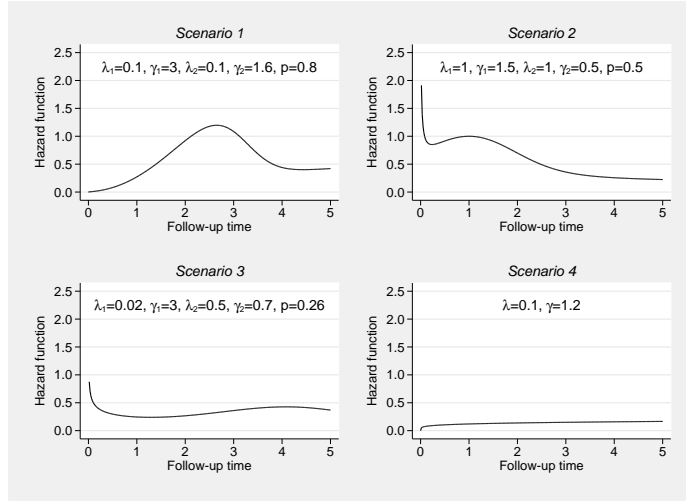 Scenario 1
λ₁=0.1, γ₁=3, λ₂=0.1, γ₂=1.6, p=0.8
Hazard function
2.5
2.0
1.5
1.0
0.5
0.0
0 1 2 3 4 5
Follow-up time
Scenario 2
λ₁=1, γ₁=1.5, λ₂=1, γ₂=0.5, p=0.5
Hazard function
2.5
2.0
1.5
1.0
0.5
0.0
0 1 2 3 4 5
Follow-up time
Scenario 3
λ₁=0.02, γ₁=3, λ₂=0.5, γ₂=0.7, p=0.26
Hazard function
2.5
2.0
1.5
1.0
0.5
0.0
0 1 2 3 4 5
Follow-up time
Scenario 4
λ=0.1, γ=1.2
Hazard function
2.5
2.0
1.5
1.0
0.5
0.0
0 1 2 3 4 5
Follow-up time